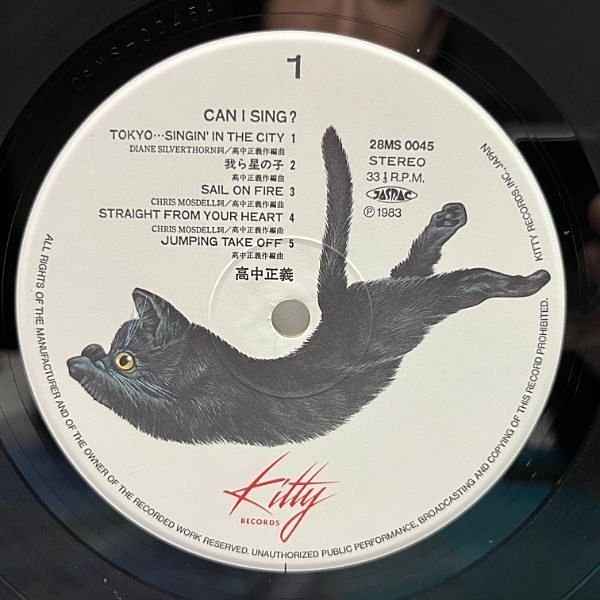 28MS-0045A
1
CAN I SING?
TOKYO…SINGIN' IN THE CITY 1
DIANE SILVERTHORN詞／高中正義作編曲
我ら星の子 2
高中正義作編曲
SAIL ON FIRE 3
CHRIS MOSDELL詞／高中正義作編曲
STRAIGHT FROM YOUR HEART 4
CHRIS MOSDELL詞／高中正義作編曲
JUMPING TAKE OFF 5
高中正義作編曲
高中正義
28MS 0045
STEREO
33⅓ R.P.M.
JASRAC
Ⓟ 1983
Kitty
RECORDS
ALL RIGHTS OF THE MANUFACTURER AND OF THE OWNER OF THE RECORDED WORK RESERVED. UNAUTHORIZED PUBLIC PERFORMANCE, BROADCASTING AND COPYING OF THIS RECORD PROHIBITED.
KITTY RECORDS INC., JAPAN